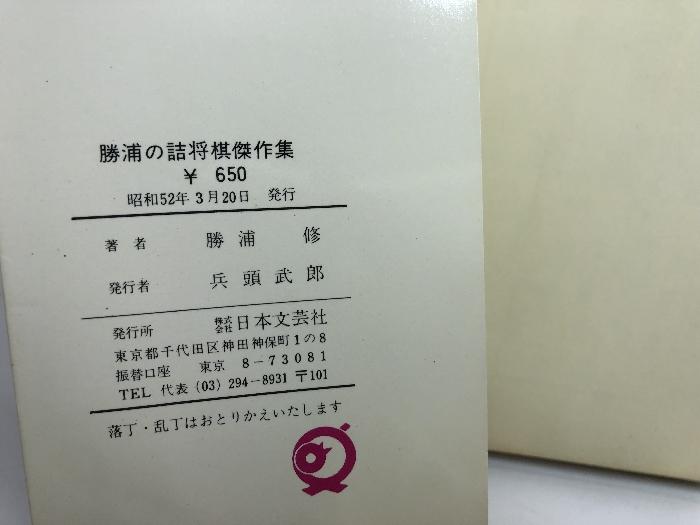 勝浦の詰将棋傑作集
￥ 650
昭和52年3月20日 発行
著者 勝浦 修
発行者 兵頭武郎
発行所 株式会社日本文芸社
東京都千代田区神田神保町1の8
振替口座 東京 8－73081
TEL 代表 (03) 294－8931 〒101
落丁・乱丁はおとりかえいたします